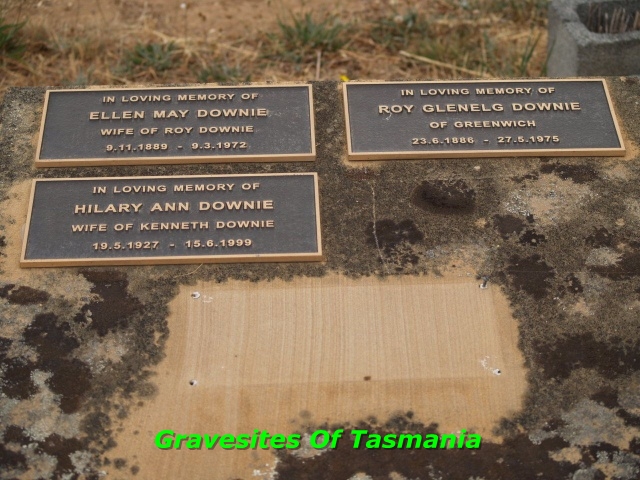 IN LOVING MEMORY OF
ELLEN MAY DOWNIE
WIFE OF ROY DOWNIE
9.11.1889 - 9.3.1972
IN LOVING MEMORY OF
ROY GLENELG DOWNIE
OF GREENWICH
23.6.1886 - 27.5.1975
IN LOVING MEMORY OF
HILARY ANN DOWNIE
WIFE OF KENNETH DOWNIE
19.5.1927 - 15.6.1999
Gravesites Of Tasmania